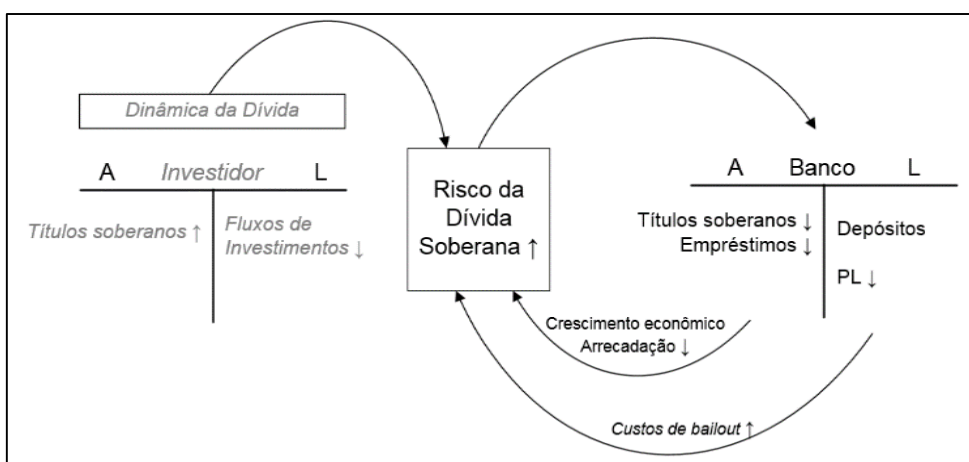 Dinâmica da Dívida
A Investidor L
Títulos soberanos ↑
Fluxos de
Investimentos ↓
Risco da
Dívida
Soberana ↑
A Banco L
Títulos soberanos ↓
Empréstimos ↓
Depósitos
PL ↓
Crescimento econômico
Arrecadação ↓
Custos de bailout ↑